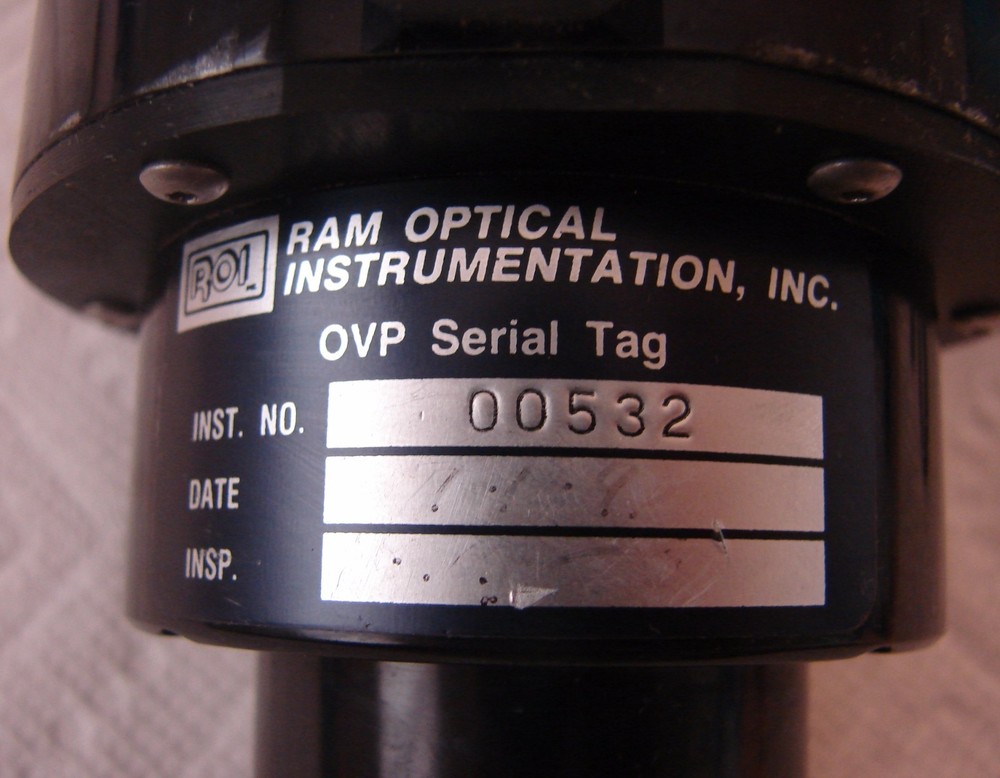 ROI
RAM OPTICAL
INSTRUMENTATION, INC.
OVP Serial Tag
INST. NO. 00532
DATE
INSP.